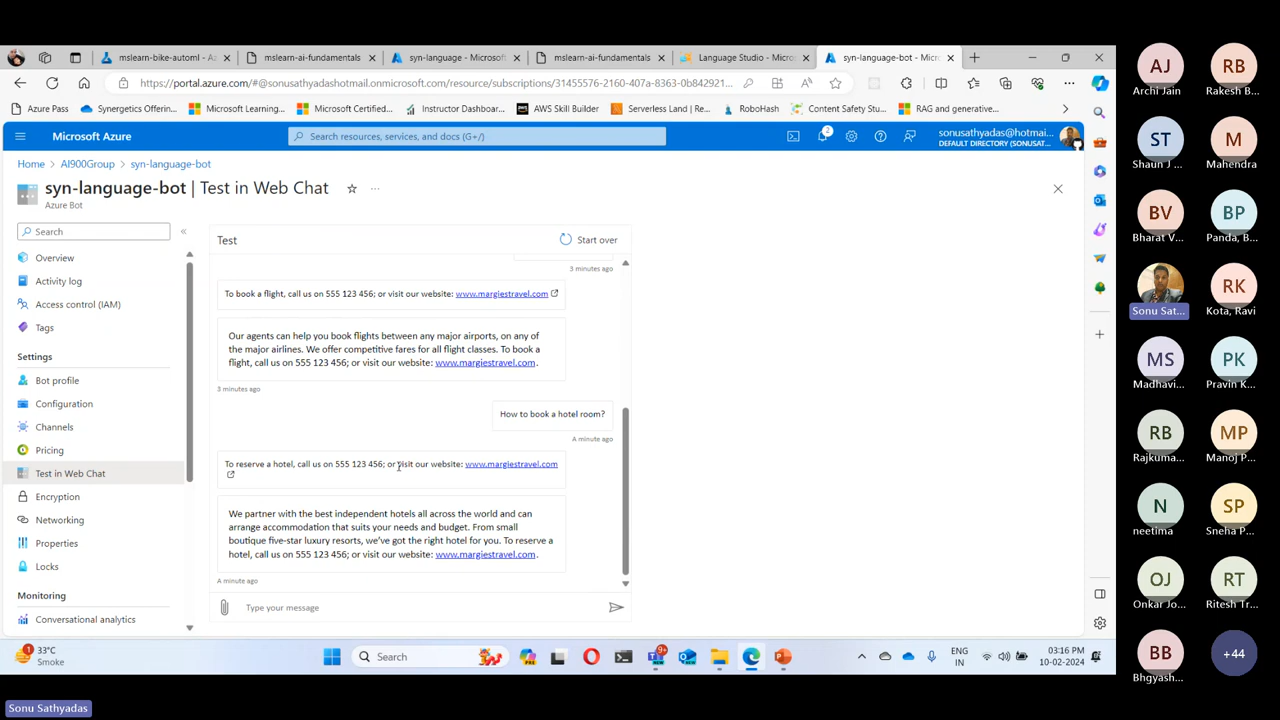 mslearn-bike-automl - Az
mslearn-ai-fundamentals
syn-language - Microsoft
mslearn-ai-fundamentals
Language Studio - Microso
syn-language-bot - Micro
https://portal.azure.com/#@sonusathyadashotmail.onmicrosoft.com/resource/subscriptions/31455576-2160-407a-8363-0b842921...
Azure Pass
Synergetics Offering...
Microsoft Learning...
Microsoft Certified...
Instructor Dashboar...
AWS Skill Builder
Serverless Land | Re...
RoboHash
Content Safety Stu...
RAG and generative...
Microsoft Azure
Search resources, services, and docs (G+/)
2
sonusathyadas@hotmai...
DEFAULT DIRECTORY (SONUSAT...
Home
AI900Group
syn-language-bot
syn-language-bot | Test in Web Chat
Azure Bot
Search
Overview
Activity log
Access control (IAM)
Tags
Settings
Bot profile
Configuration
Channels
Pricing
Test in Web Chat
Encryption
Networking
Properties
Locks
Monitoring
Conversational analytics
Test
Start over
3 minutes ago
To book a flight, call us on 555 123 456; or visit our website: www.margiestravel.com
Our agents can help you book flights between any major airports, on any of
the major airlines. We offer competitive fares for all flight classes. To book a
flight, call us on 555 123 456; or visit our website: www.margiestravel.com.
3 minutes ago
How to book a hotel room?
A minute ago
To reserve a hotel, call us on 555 123 456; or visit our website: www.margiestravel.com
We partner with the best independent hotels all across the world and can
arrange accommodation that suits your needs and budget. From small
boutique five-star luxury resorts, we've got the right hotel for you. To reserve a
hotel, call us on 555 123 456; or visit our website: www.margiestravel.com.
A minute ago
Type your message
1
33°C
Smoke
Search
9+
ENG
IN
03:16 PM
10-02-2024
Sonu Sathyadas
AJ
Archi Jain
RB
Rakesh B...
ST
Shaun J ...
M
Mahendra
BV
Bharat V...
BP
Panda, B...
Sonu Sat...
RK
Kota, Ravi
MS
Madhavi...
PK
Pravin K...
RB
Rajkuma...
MP
Manoj P...
N
neetima
SP
Sneha P...
OJ
Onkar Jo...
RT
Ritesh Tr...
BB
Bhgyash...
+44